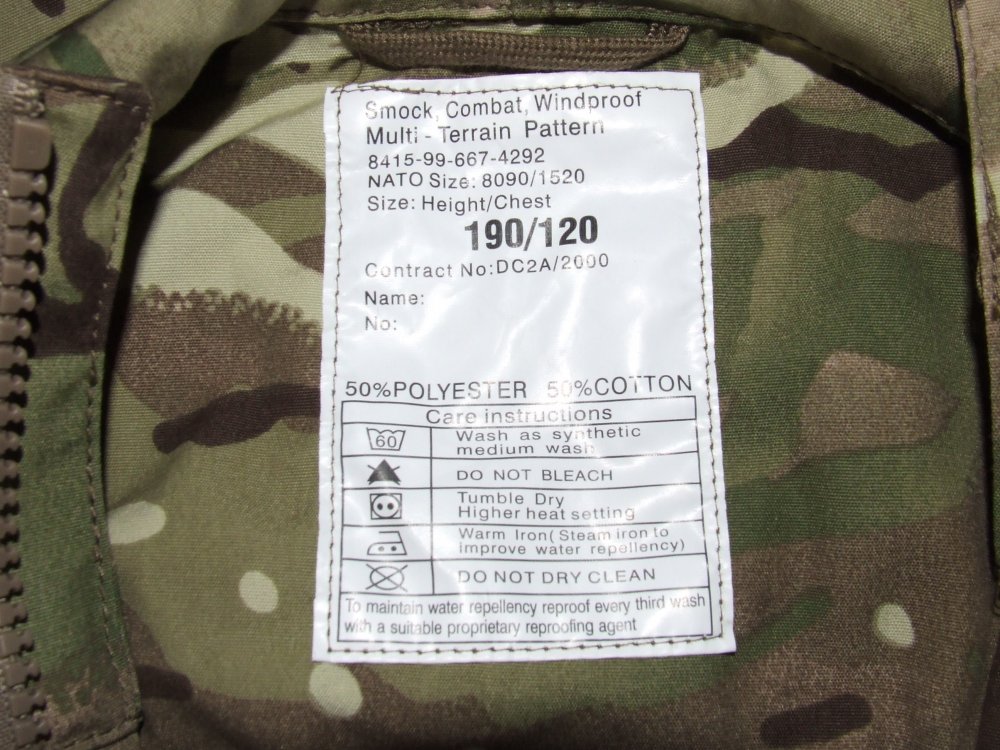 Smock, Combat, Windproof
Multi - Terrain Pattern
8415-99-667-4292
NATO Size: 8090/1520
Size: Height/Chest
190/120
Contract No:DC2A/2000
Name:
No:
50%POLYESTER 50%COTTON
Care instructions
60
Wash as synthetic
medium wash
DO NOT BLEACH
Tumble Dry
Higher heat setting
Warm Iron(Steam iron to
improve water repellency)
DO NOT DRY CLEAN
To maintain water repellency reproof every third wash
with a suitable proprietary reproofing agent